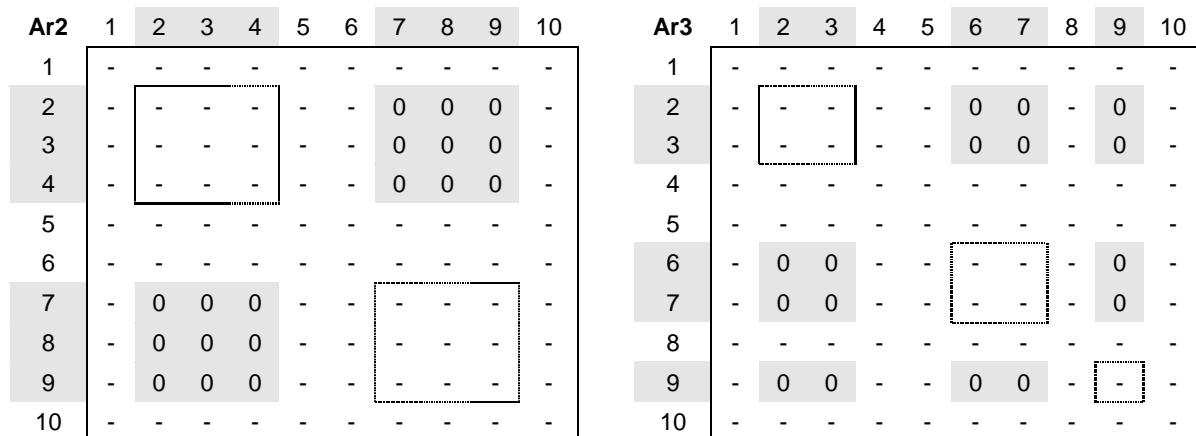 Ar2 1 2 3 4 5 6 7 8 9 10
1 - - - - - - - - - -
2 - - - - - - 0 0 0 -
3 - - - - - - 0 0 0 -
4 - - - - - - 0 0 0 -
5 - - - - - - - - - -
6 - - - - - - - - - -
7 - 0 0 0 - - - - - -
8 - 0 0 0 - - - - - -
9 - 0 0 0 - - - - - -
10 - - - - - - - - - -
Ar3 1 2 3 4 5 6 7 8 9 10
1 - - - - - - - - - -
2 - - - - - 0 0 - 0 -
3 - - - - - 0 0 - 0 -
4 - - - - - - - - - -
5 - - - - - - - - - -
6 - 0 0 - - - - - 0 -
7 - 0 0 - - - - - 0 -
8 - - - - - - - - - -
9 - 0 0 - - 0 0 - - -
10 - - - - - - - - - -